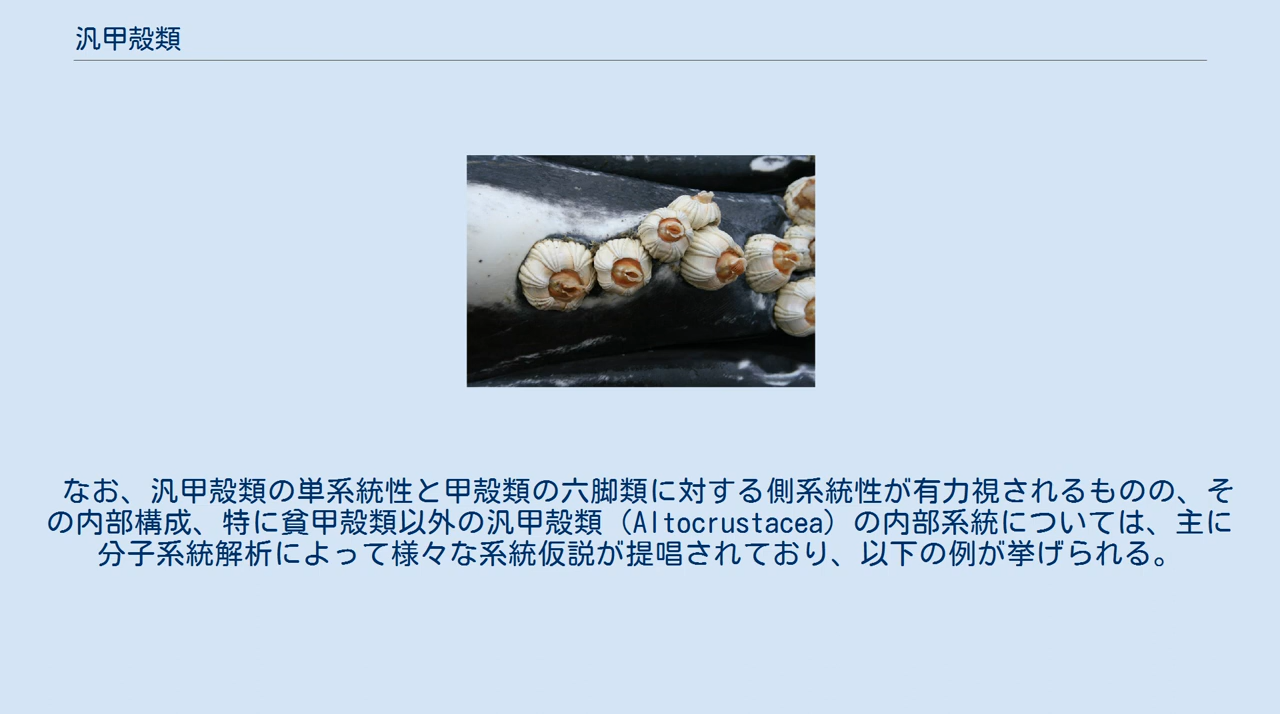 汎甲殻類
なお、汎甲殻類の単系統性と甲殻類の六脚類に対する側系統性が有力視されるものの、そ
の内部構成、特に貧甲殻類以外の汎甲殻類（Altocrustacea）の内部系統については、主に
分子系統解析によって様々な系統仮説が提唱されており、以下の例が挙げられる。